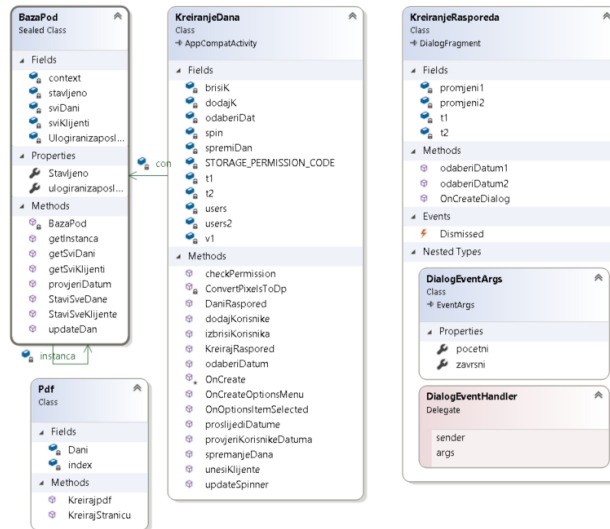 BazaPod
Sealed Class
Fields
context
stavljeno
sviDani
sviKlijenti
Ulogiranizaposl...
Properties
Stavljeno
ulogiranizaposl...
Methods
BazaPod
getInstanca
getSviDani
getSviKlijenti
provjeriDatum
StaviSveDane
StaviSveKlijente
updateDan
instanca
Pdf
Class
Fields
Dani
index
Methods
Kreirajpdf
KreirajStranicu
con
KreiranjeDana
Class
AppCompatActivity
Fields
brisiK
dodajK
odaberiDat
spin
spremiDan
STORAGE_PERMISSION_CODE
t1
t2
users
users2
v1
Methods
checkPermission
ConvertPixelsToDp
DaniRaspored
dodajKorisnike
izbrisiKorisnika
KreirajRaspored
odaberiDatum
OnCreate
OnCreateOptionsMenu
OnOptionsItemSelected
proslijediDatume
provjeriKorisnikeDatuma
spremanjeDana
unesiKlijente
updateSpinner
KreiranjeRasporeda
Class
DialogFragment
Fields
promjeni1
promjeni2
t1
t2
Methods
odaberiDatum1
odaberiDatum2
OnCreateDialog
Events
Dismissed
Nested Types
DialogEventArgs
Class
EventArgs
Properties
pocetni
zavrsni
DialogEventHandler
Delegate
sender
args